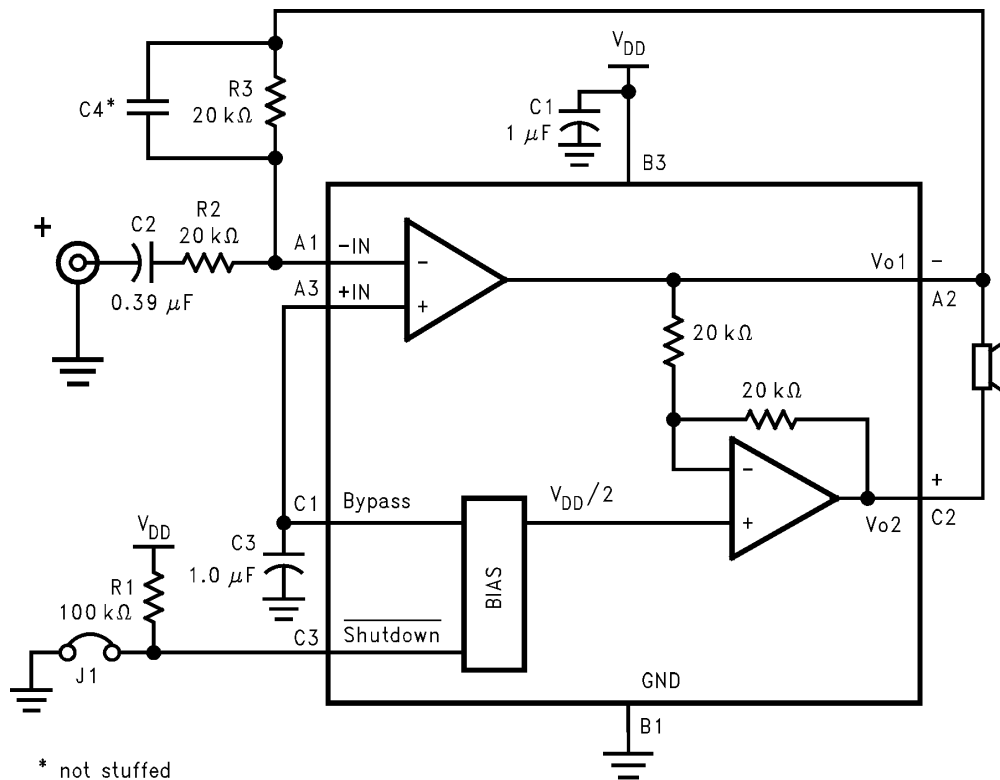 V_DD
R3
C4*
20 kΩ
C1
1 μF
B3
+
C2
R2
20 kΩ
A1
-IN
-
Vo1
-
0.39 μF
A3
+IN
+
A2
20 kΩ
20 kΩ
-
+
C1
Bypass
V_DD/2
+
Vo2
C2
V_DD
C3
1.0 μF
BIAS
R1
100 kΩ
C3
Shutdown
J1
GND
B1
* not stuffed